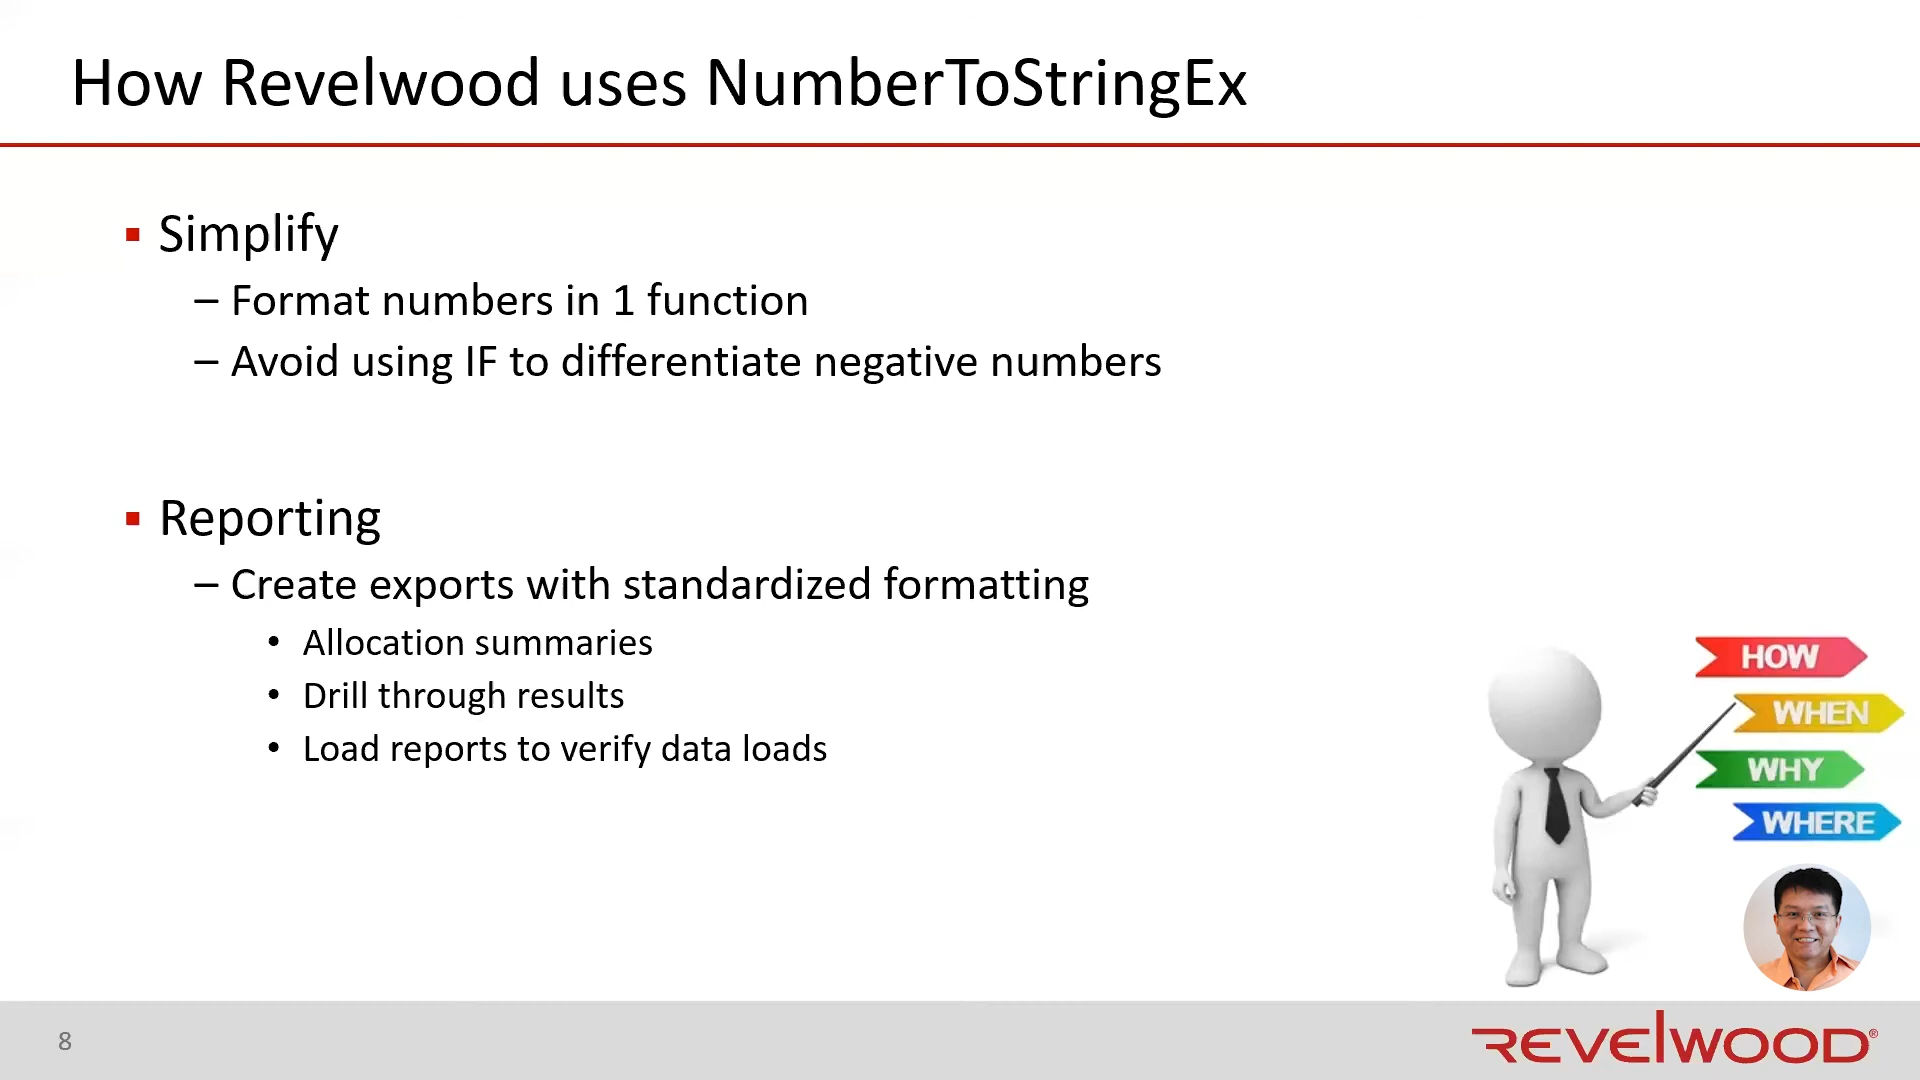 How Revelwood uses NumberToStringEx
▪ Simplify
– Format numbers in 1 function
– Avoid using IF to differentiate negative numbers
▪ Reporting
– Create exports with standardized formatting
• Allocation summaries
• Drill through results
• Load reports to verify data loads
HOW
WHEN
WHY
WHERE
8
REVELWOOD®